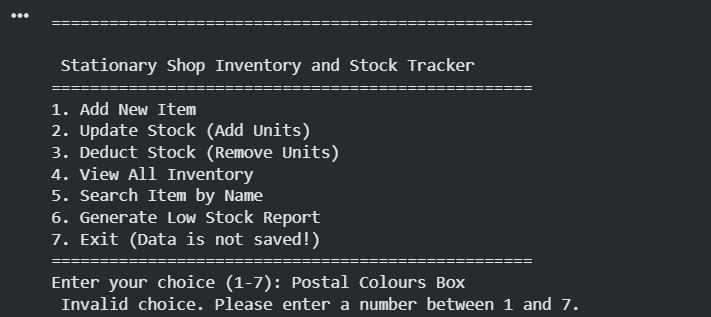 ==================================================
Stationary Shop Inventory and Stock Tracker
==================================================
1. Add New Item
2. Update Stock (Add Units)
3. Deduct Stock (Remove Units)
4. View All Inventory
5. Search Item by Name
6. Generate Low Stock Report
7. Exit (Data is not saved!)
==================================================
Enter your choice (1-7): Postal Colours Box
Invalid choice. Please enter a number between 1 and 7.